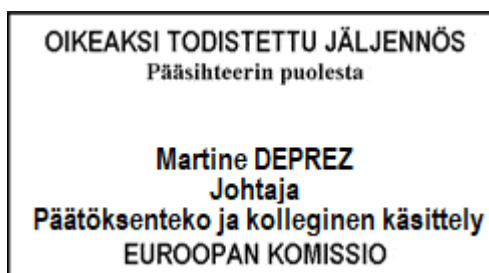 OIKEAKSI TODISTETTU JÄLJENNÖS
Pääsihteerin puolesta
Martine DEPREZ
Johtaja
Päätöksenteko ja kolleginen käsittely
EUROOPAN KOMISSIO